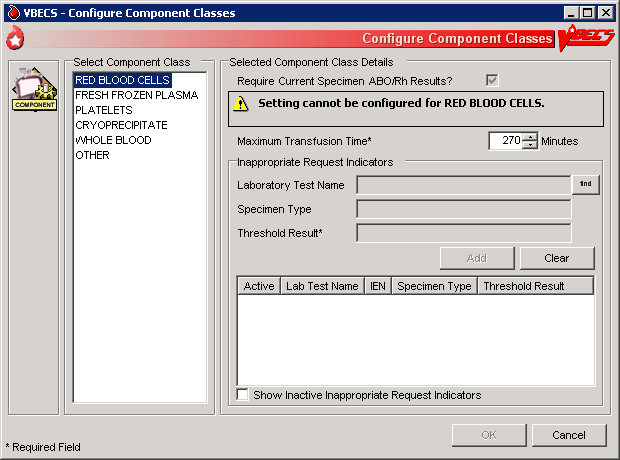 VBECS - Configure Component Classes
Configure Component Classes
VBECS
COMPONENT
Select Component Class
RED BLOOD CELLS
FRESH FROZEN PLASMA
PLATELETS
CRYOPRECIPITATE
WHOLE BLOOD
OTHER
Selected Component Class Details
Require Current Specimen ABO/Rh Results?
Setting cannot be configured for RED BLOOD CELLS.
Maximum Transfusion Time* 270 Minutes
Inappropriate Request Indicators
Laboratory Test Name find
Specimen Type
Threshold Result*
Add Clear
Active Lab Test Name IEN Specimen Type Threshold Result
Show Inactive Inappropriate Request Indicators
OK Cancel
* Required Field